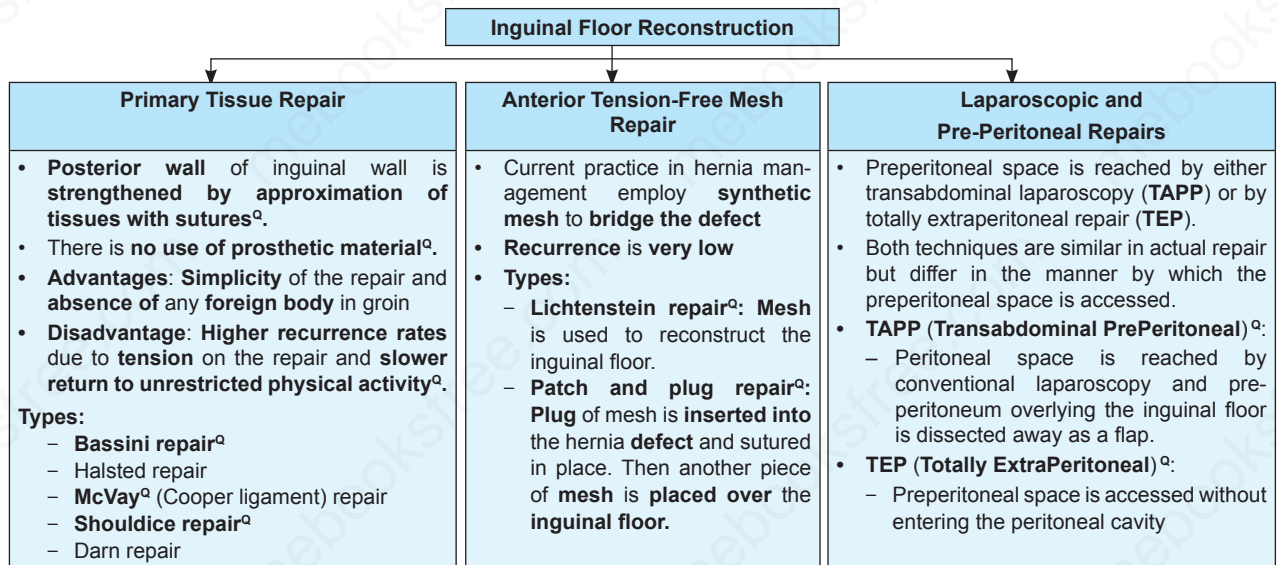 Inguinal Floor Reconstruction
Primary Tissue Repair
• Posterior wall of inguinal wall is
strengthened by approximation of
tissues with suturesQ.
• There is no use of prosthetic materialQ.
• Advantages: Simplicity of the repair and
absence of any foreign body in groin
• Disadvantage: Higher recurrence rates
due to tension on the repair and slower
return to unrestricted physical activityQ.
Types:
– Bassini repairQ
– Halsted repair
– McVayQ (Cooper ligament) repair
– Shouldice repairQ
– Darn repair
Anterior Tension-Free Mesh
Repair
• Current practice in hernia man-
agement employ synthetic
mesh to bridge the defect
• Recurrence is very low
• Types:
– Lichtenstein repairQ: Mesh
is used to reconstruct the
inguinal floor.
– Patch and plug repairQ:
Plug of mesh is inserted into
the hernia defect and sutured
in place. Then another piece
of mesh is placed over the
inguinal floor.
Laparoscopic and
Pre-Peritoneal Repairs
• Preperitoneal space is reached by either
transabdominal laparoscopy (TAPP) or by
totally extraperitoneal repair (TEP).
• Both techniques are similar in actual repair
but differ in the manner by which the
preperitoneal space is accessed.
• TAPP (Transabdominal PrePeritoneal) Q:
– Peritoneal space is reached by
conventional laparoscopy and pre-
peritoneum overlying the inguinal floor
is dissected away as a flap.
• TEP (Totally ExtraPeritoneal) Q:
– Preperitoneal space is accessed without
entering the peritoneal cavity